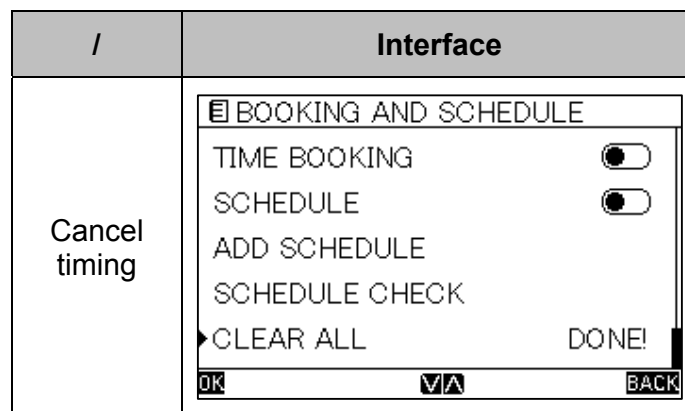 /
Interface
Cancel
timing
BOOKING AND SCHEDULE
TIME BOOKING
SCHEDULE
ADD SCHEDULE
SCHEDULE CHECK
CLEAR ALL DONE!
OK BACK